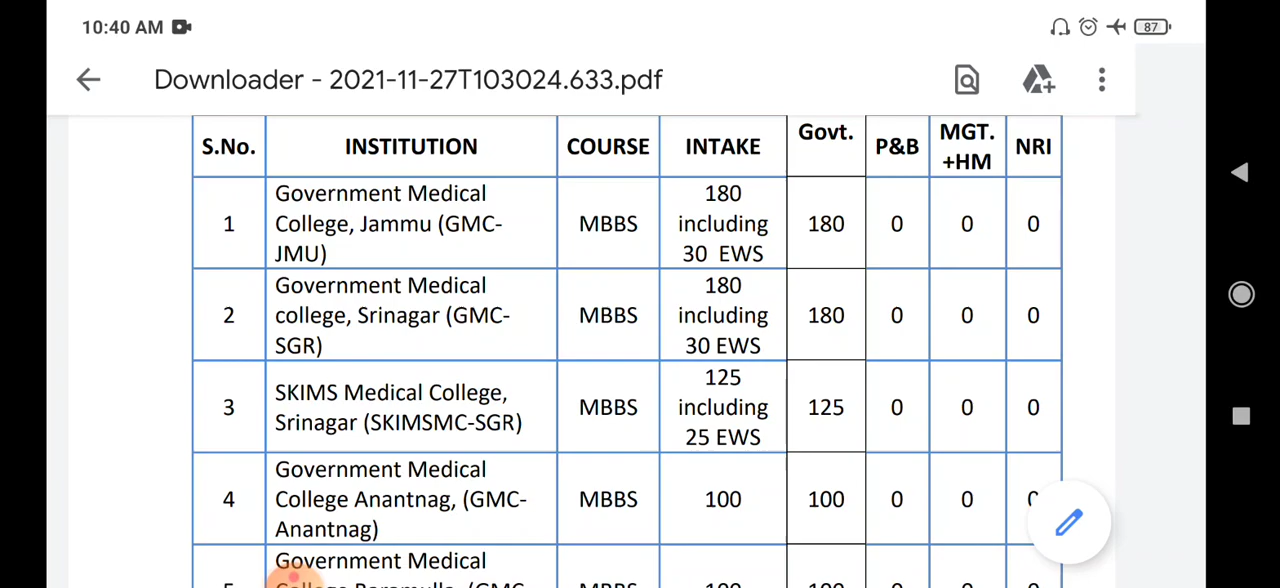 10:40 AM
87
Downloader - 2021-11-27T103024.633.pdf
S.No.
INSTITUTION
COURSE
INTAKE
Govt.
P&B
MGT.
+HM
NRI
1
Government Medical
College, Jammu (GMC-
JMU)
MBBS
180
including
30 EWS
180
0
0
0
2
Government Medical
college, Srinagar (GMC-
SGR)
MBBS
180
including
30 EWS
180
0
0
0
3
SKIMS Medical College,
Srinagar (SKIMSMC-SGR)
MBBS
125
including
25 EWS
125
0
0
0
4
Government Medical
College Anantnag, (GMC-
Anantnag)
MBBS
100
100
0
0
Government Medical